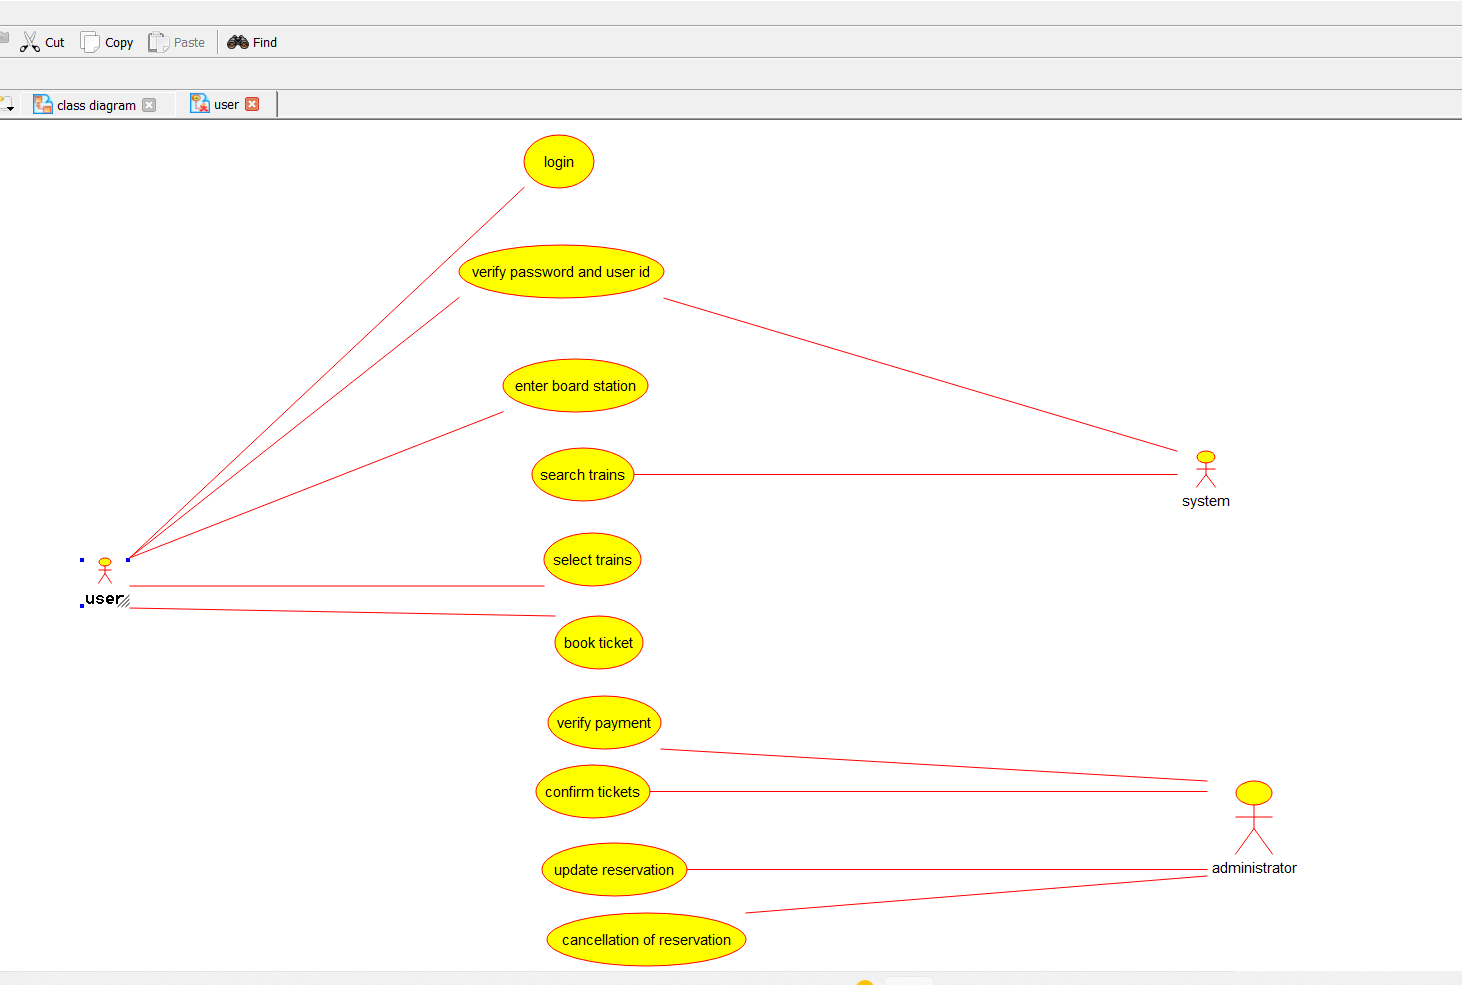 Cut Copy Paste Find
class diagram user
login
verify password and user id
enter board station
search trains
system
select trains
user
book ticket
verify payment
confirm tickets
administrator
update reservation
cancellation of reservation